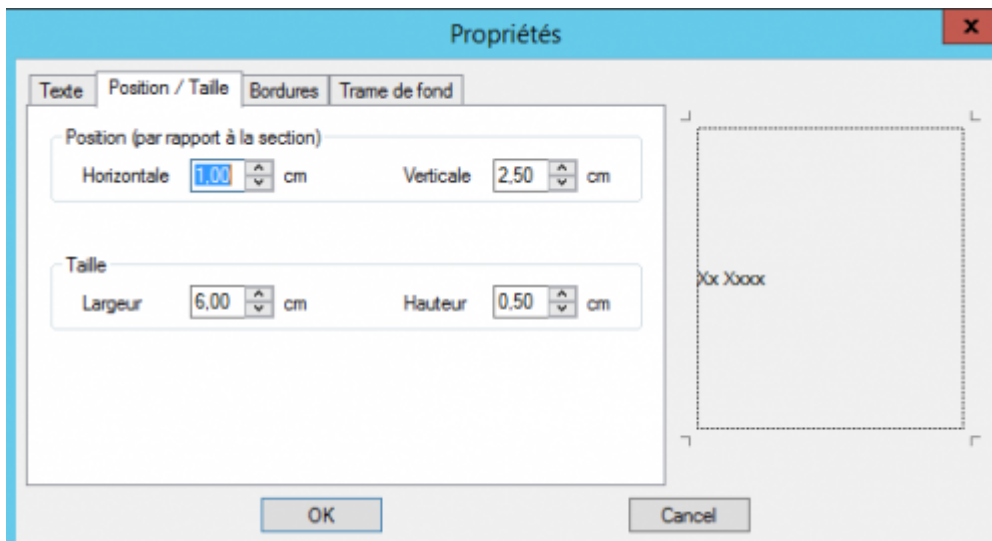 Propriétés
x
Texte Position / Taille Bordures Trame de fond
Position (par rapport à la section)
Horizontale 1,00 cm Verticale 2,50 cm
Taille
Largeur 6,00 cm Hauteur 0,50 cm
Xx Xxxx
OK Cancel